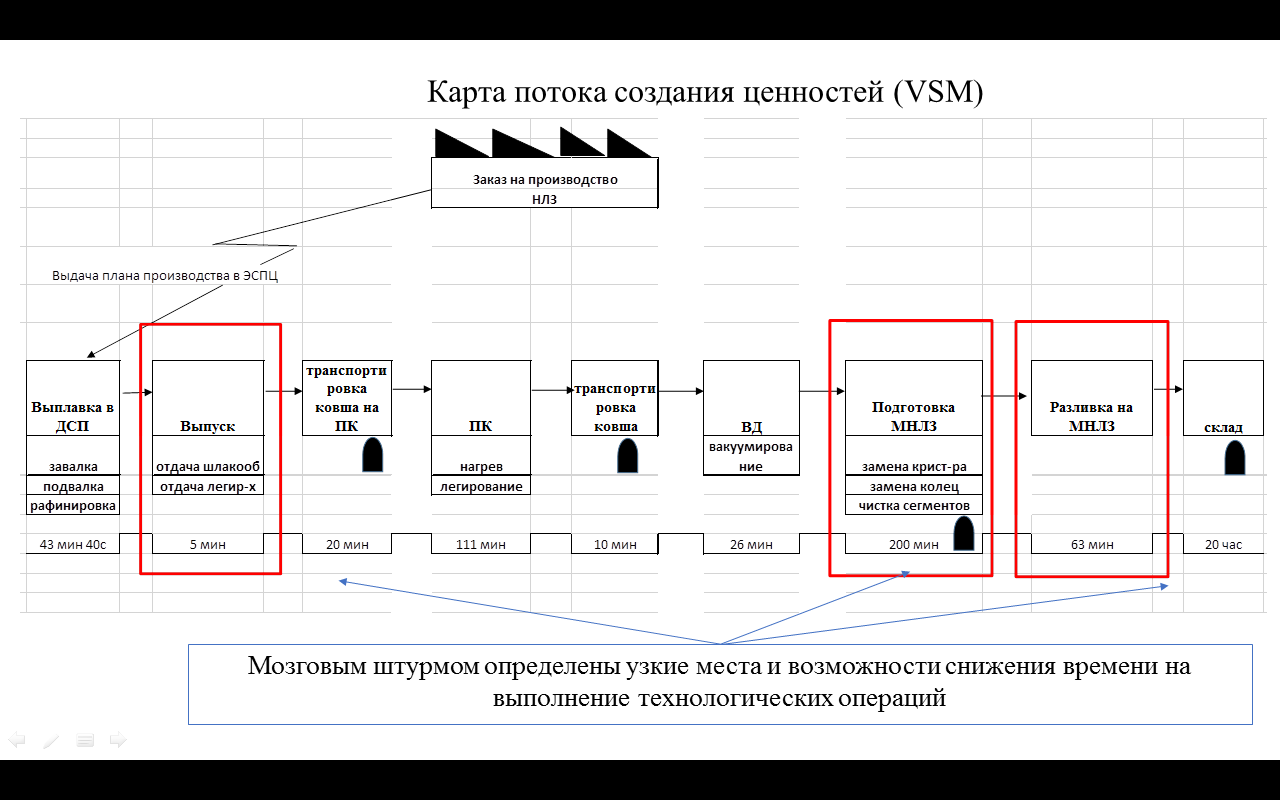 Карта потока создания ценностей (VSM)
Заказ на производство
НЛЗ
Выдача плана производства в ЭСПЦ
Выплавка в
ДСП
завалка
подвалка
рафинировка
43 мин 40с
Выпуск
отдача шлакооб
отдача легир-х
5 мин
транспорти
ровка
ковша на
ПК
20 мин
ПК
нагрев
легирование
111 мин
транспорти
ровка
ковша
10 мин
ВД
вакуумирова
ние
26 мин
Подготовка
МНЛЗ
замена крист-ра
замена колец
чистка сегментов
200 мин
Разливка на
МНЛЗ
63 мин
склад
20 час
Мозговым штурмом определены узкие места и возможности снижения времени на
выполнение технологических операций